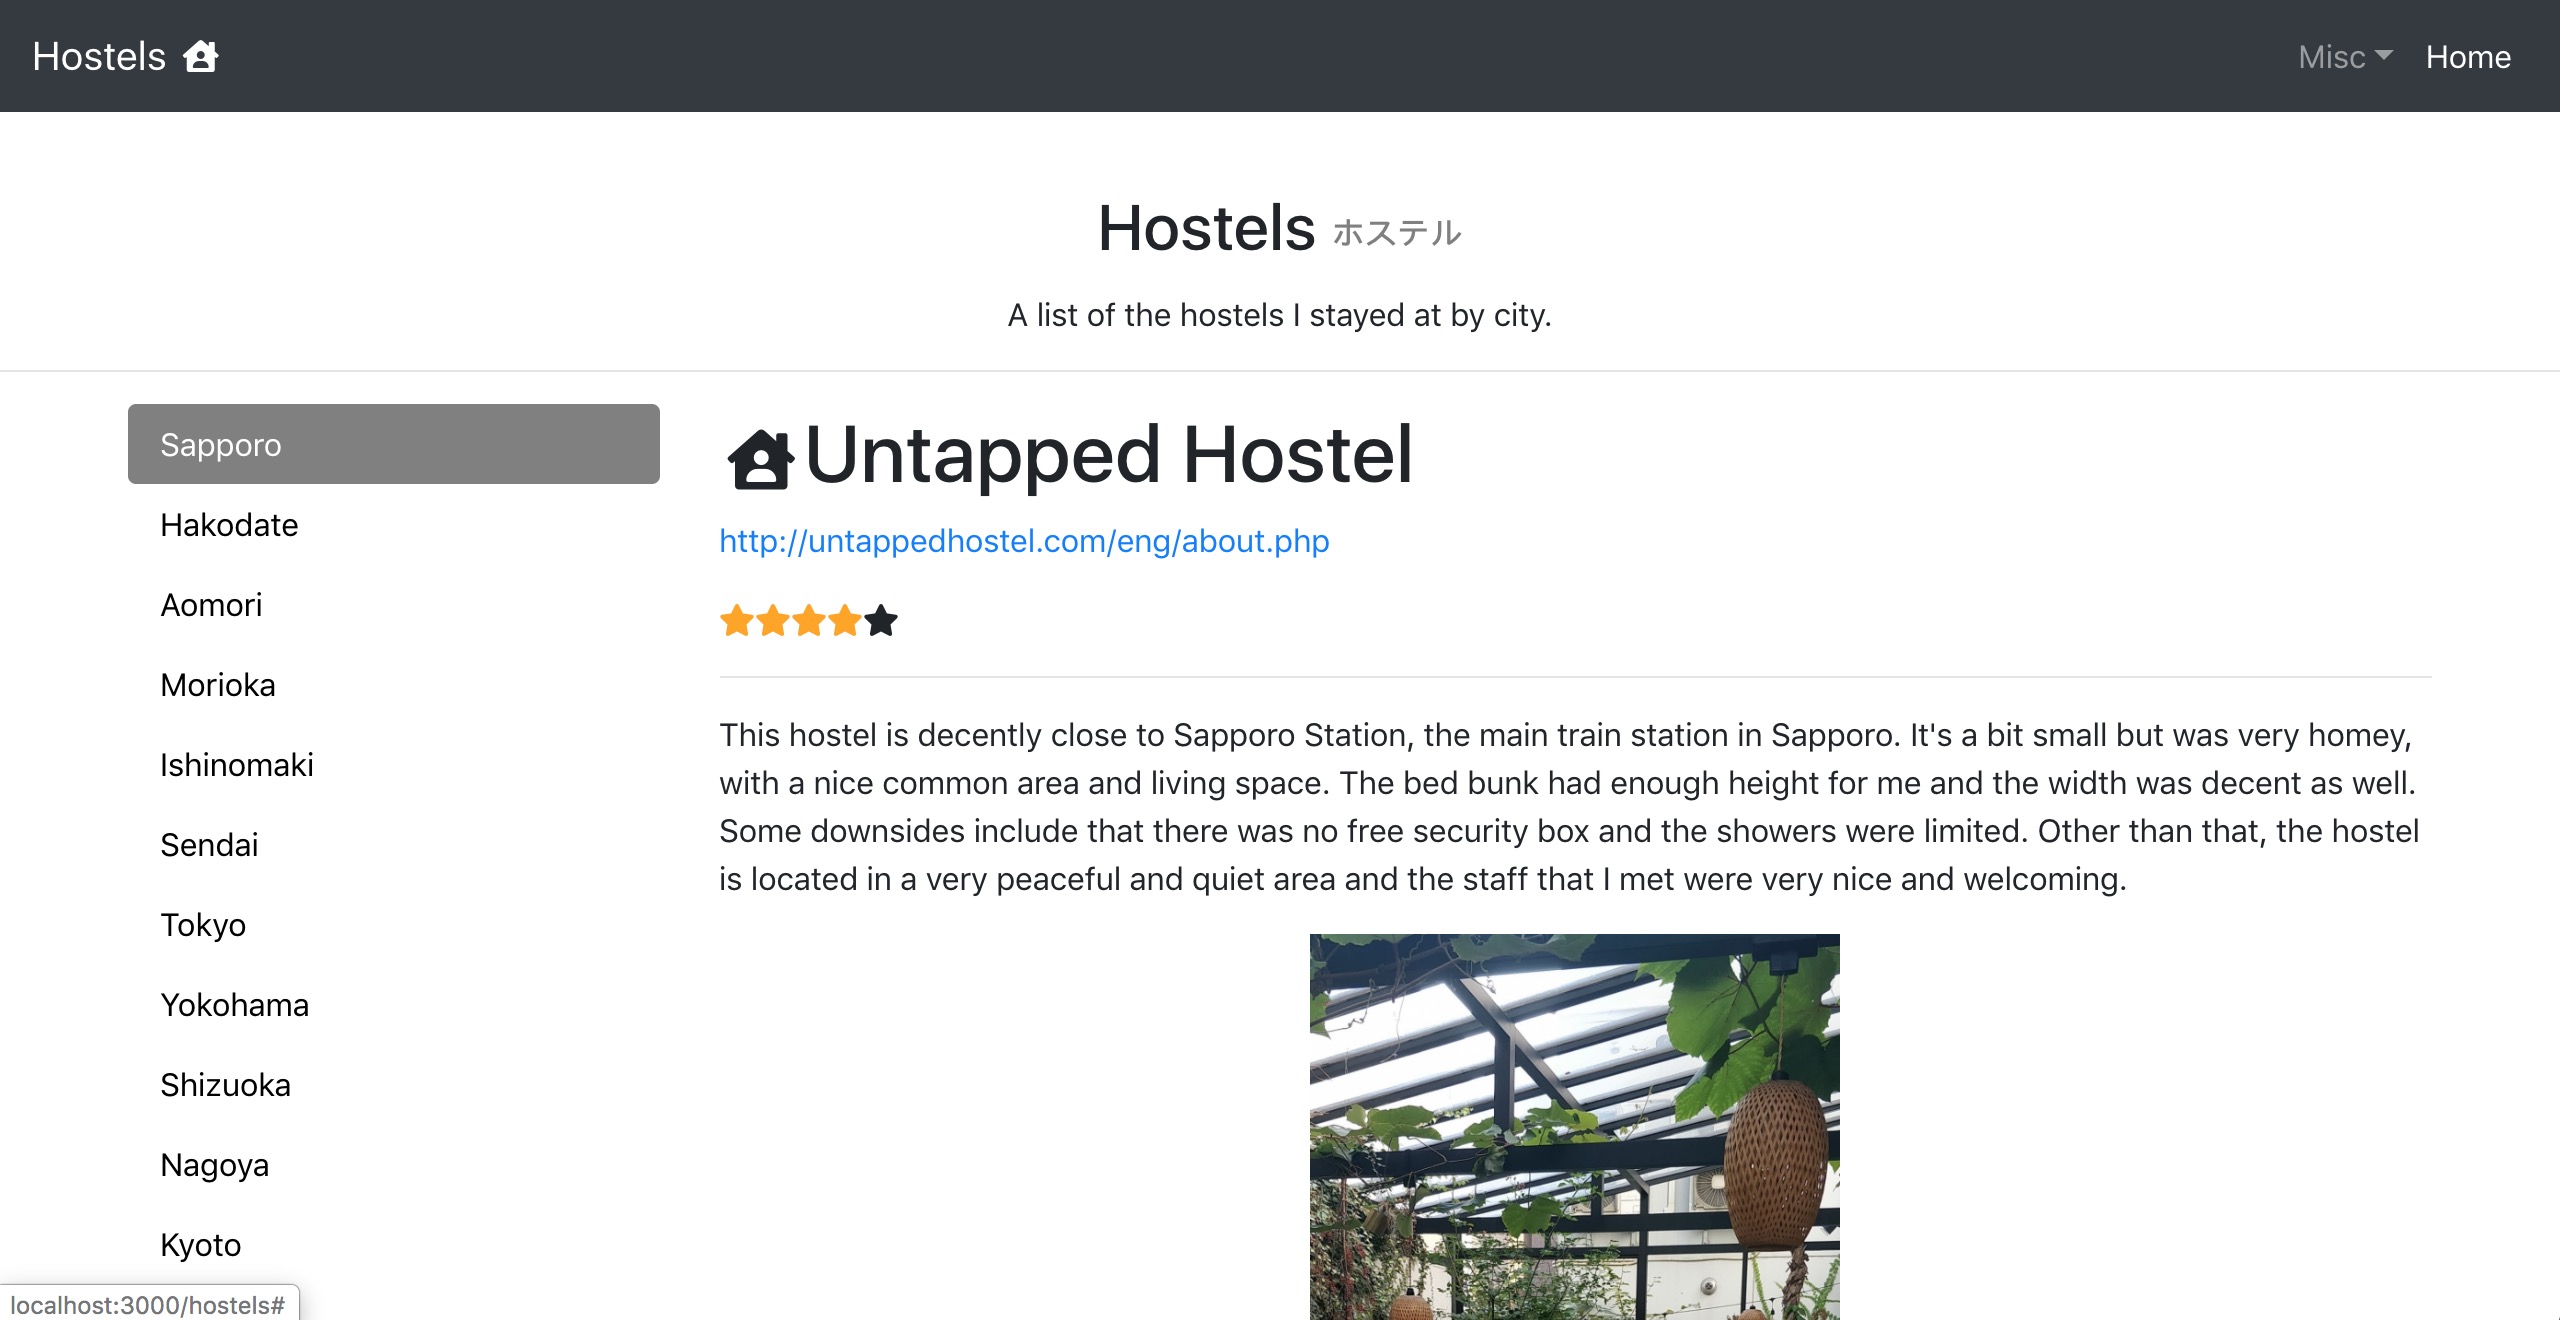 Hostels
Misc Home
Hostels ホステル
A list of the hostels I stayed at by city.
Sapporo
Hakodate
Aomori
Morioka
Ishinomaki
Sendai
Tokyo
Yokohama
Shizuoka
Nagoya
Kyoto
Untapped Hostel
http://untappedhostel.com/eng/about.php
This hostel is decently close to Sapporo Station, the main train station in Sapporo. It's a bit small but was very homey,
with a nice common area and living space. The bed bunk had enough height for me and the width was decent as well.
Some downsides include that there was no free security box and the showers were limited. Other than that, the hostel
is located in a very peaceful and quiet area and the staff that I met were very nice and welcoming.
localhost:3000/hostels#